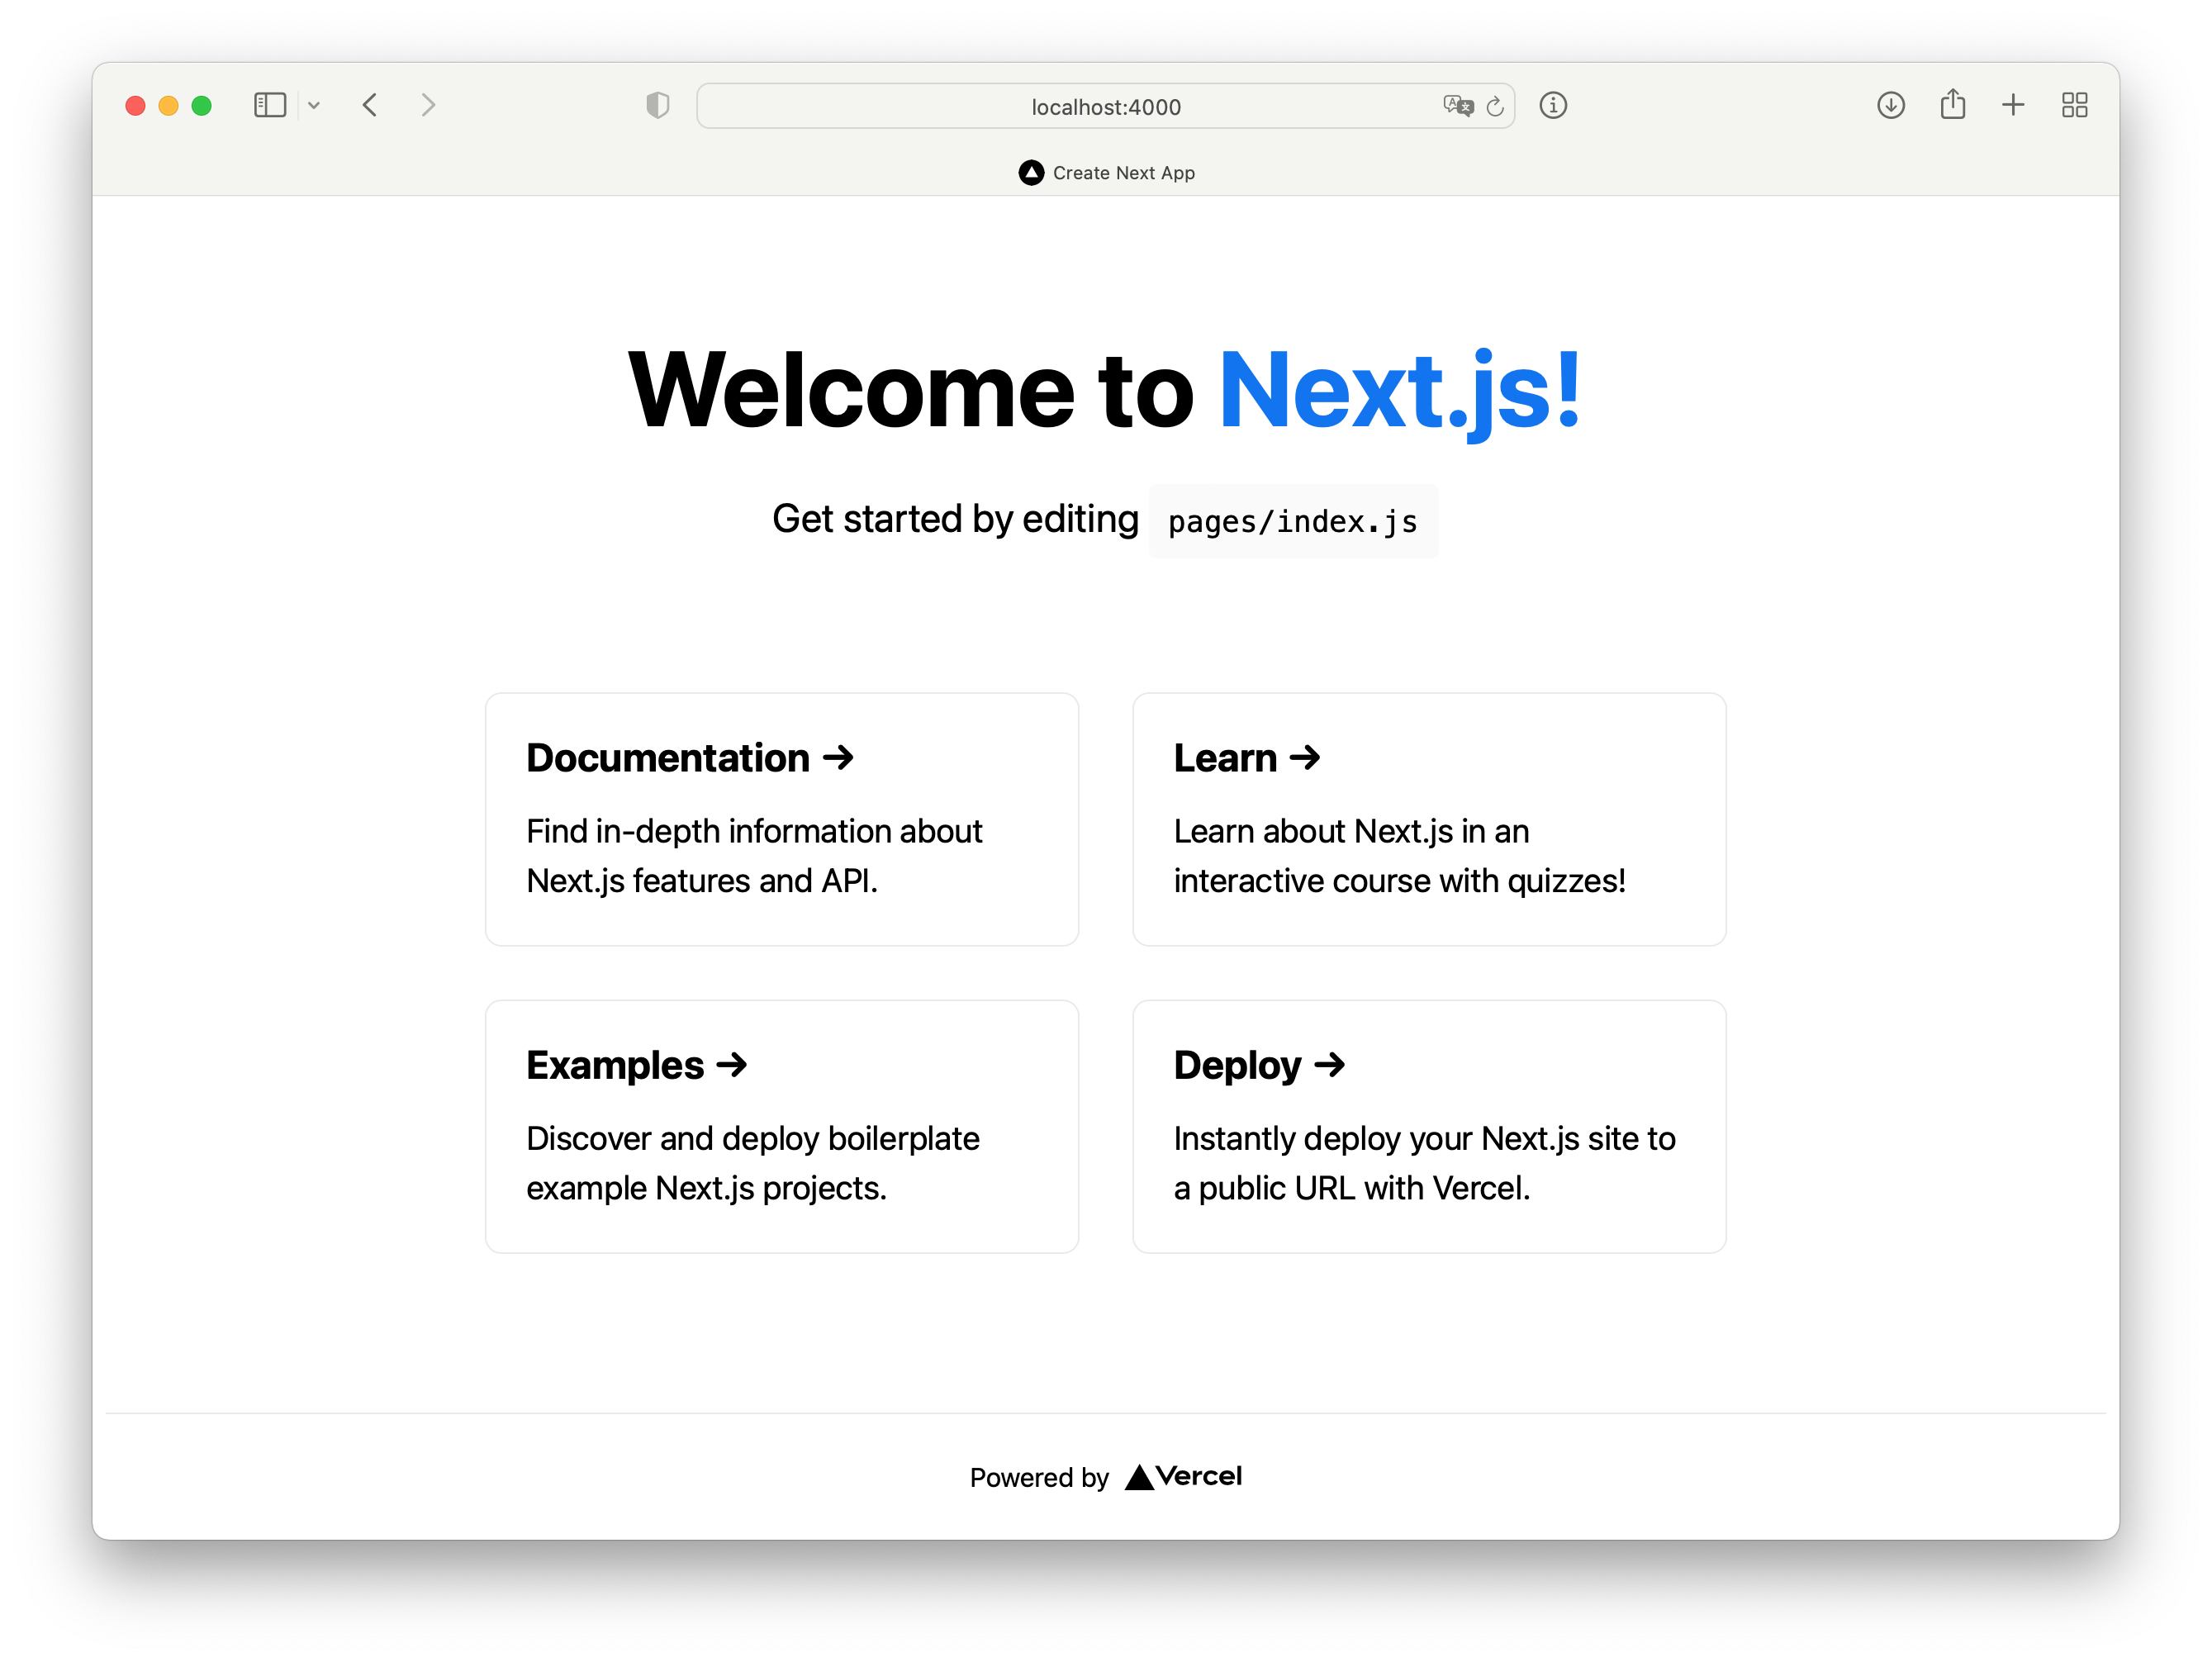 localhost:4000
Create Next App
Welcome to Next.js!
Get started by editing pages/index.js
Documentation →
Find in-depth information about
Next.js features and API.
Learn →
Learn about Next.js in an
interactive course with quizzes!
Examples →
Discover and deploy boilerplate
example Next.js projects.
Deploy →
Instantly deploy your Next.js site to
a public URL with Vercel.
Powered by Vercel